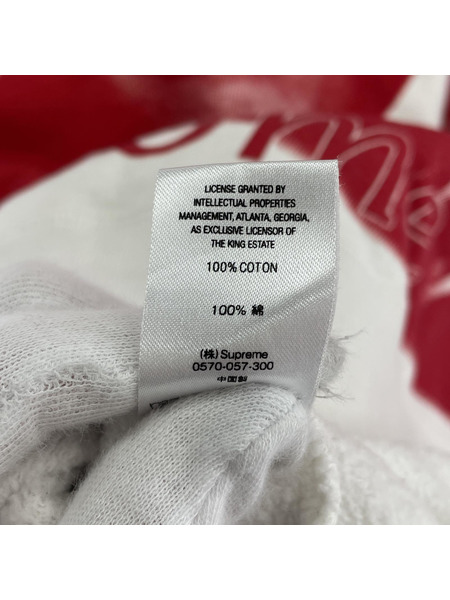 LICENSE GRANTED BY
INTELLECTUAL PROPERTIES
MANAGEMENT, ATLANTA, GEORGIA,
AS EXCLUSIVE LICENSOR OF
THE KING ESTATE
100% COTON
100% 綿
(株) Supreme
0570-057-300
中国製